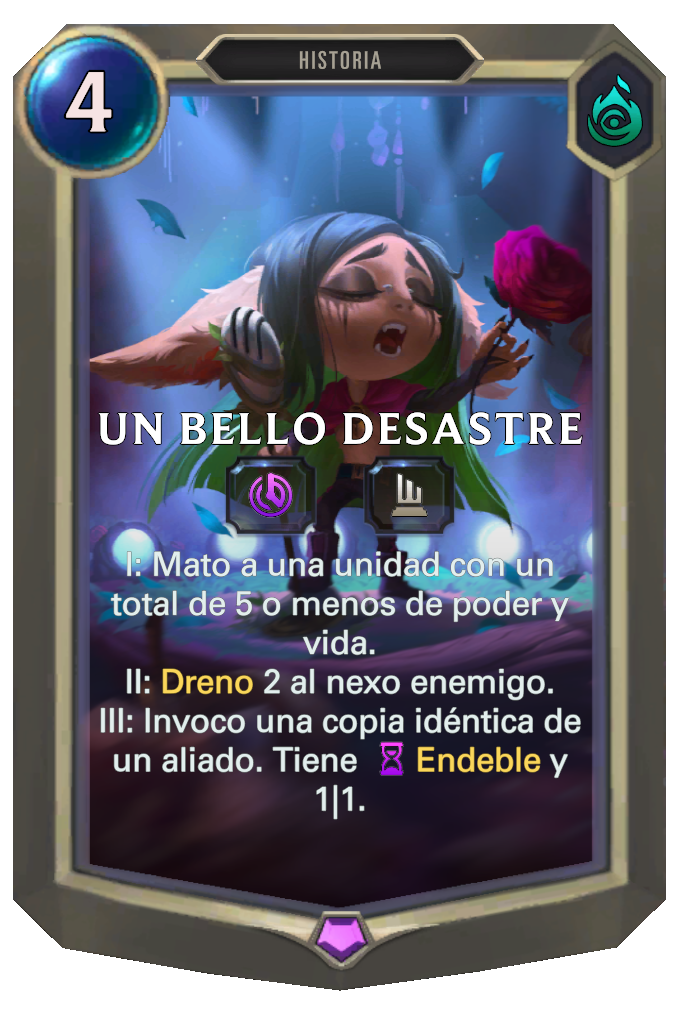 HISTORIA
4
UN BELLO DESASTRE
I: Mato a una unidad con un
total de 5 o menos de poder y
vida.
II: Dreno 2 al nexo enemigo.
III: Invoco una copia idéntica de
un aliado. Tiene Endeble y
1|1.